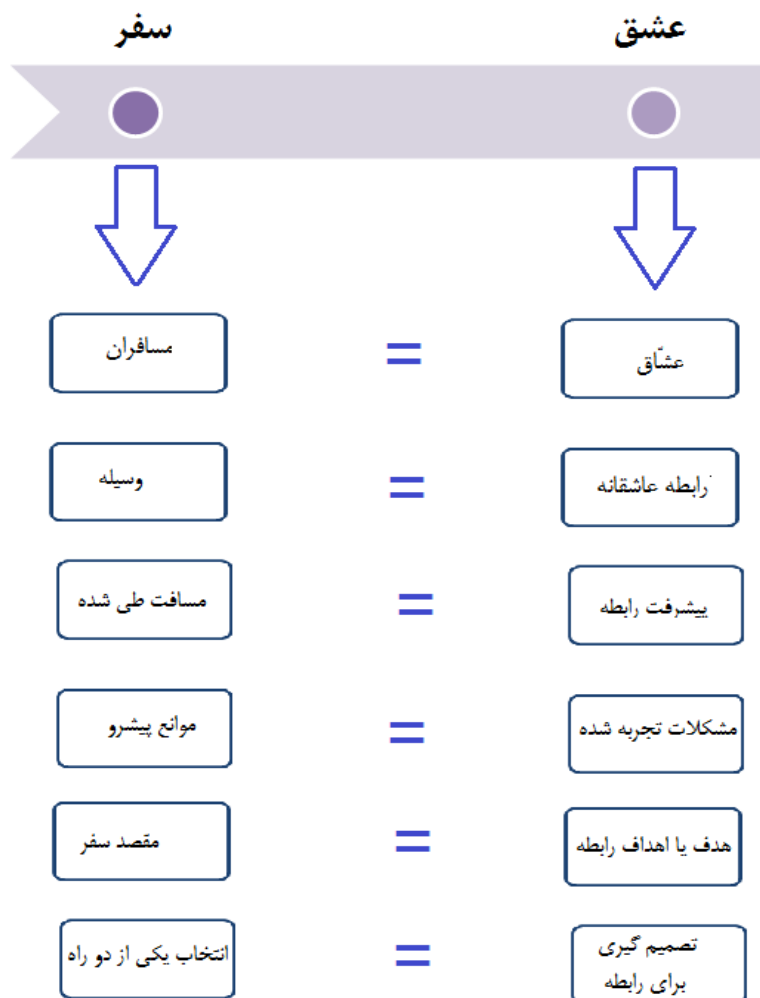 عشق
سفر
عشّاق
=
مسافران
رابطه عاشقانه
=
وسیله
پیشرفت رابطه
=
مسافت طی شده
مشکلات تجربه شده
=
موانع پیشرو
هدف یا اهداف رابطه
=
مقصد سفر
تصمیم گیری
برای رابطه
=
انتخاب یکی از دو راه